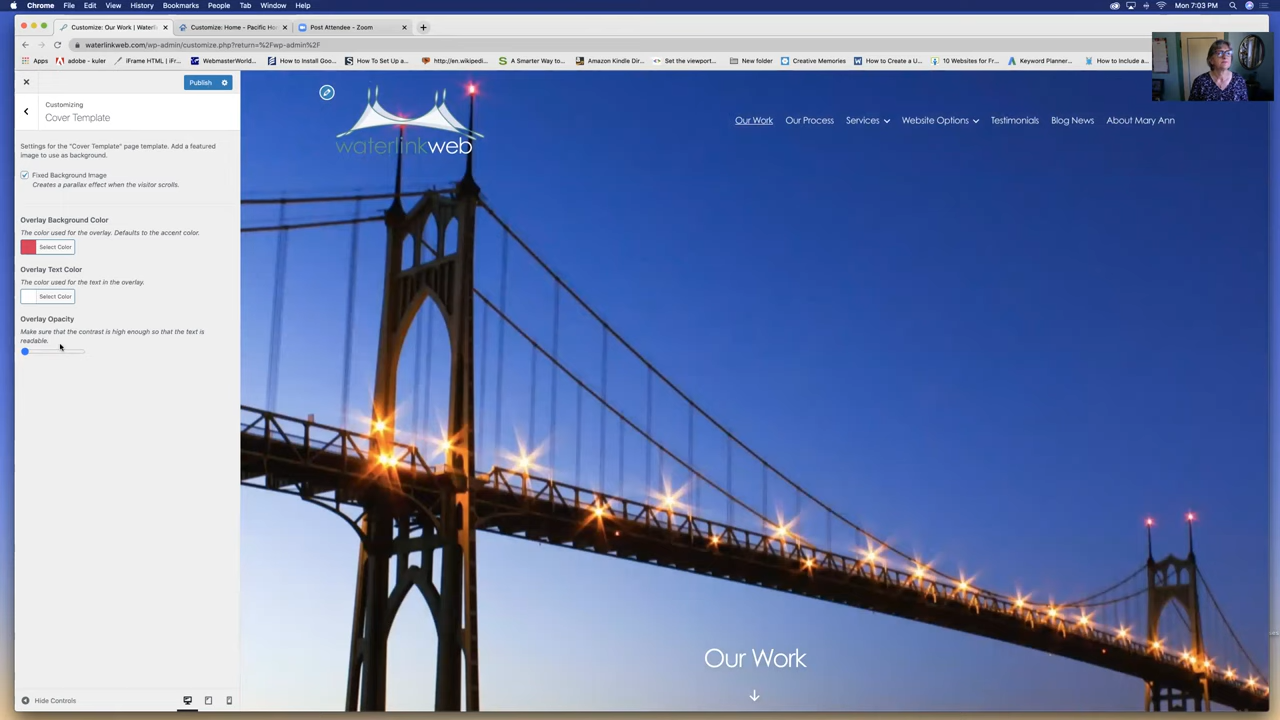 Chrome File Edit View History Bookmarks People Tab Window Help
Mon 7:03 PM
Customize: Our Work | Waterl
Customize: Home - Pacific Ho
Post Attendee - Zoom
waterlinkweb.com/wp-admin/customize.php?return=%2Fwp-admin%2F
Apps
adobe - kuler
IFrame HTML | iFr...
WebmasterWorld...
How to Install Goo...
How To Set Up a...
http://en.wikipedi...
A Smarter Way to...
Amazon Kindle Dir...
Set the viewport...
New folder
10 Websites for Fr...
Creative Memories
How to Create a U...
Keyword Planner...
How to Include a...
Publish
Customizing
Cover Template
Settings for the "Cover Template" page template. Add a featured
image to use as background.
Fixed Background Image
Creates a parallax effect when the visitor scrolls.
Overlay Background Color
The color used for the overlay. Defaults to the accent color.
Select Color
Overlay Text Color
The color used for the text in the overlay.
Select Color
Overlay Opacity
Make sure that the contrast is high enough so that the text is
readable.
Hide Controls
waterlinkweb
Our Work Our Process Services Website Options Testimonials Blog News About Mary Ann
Our Work